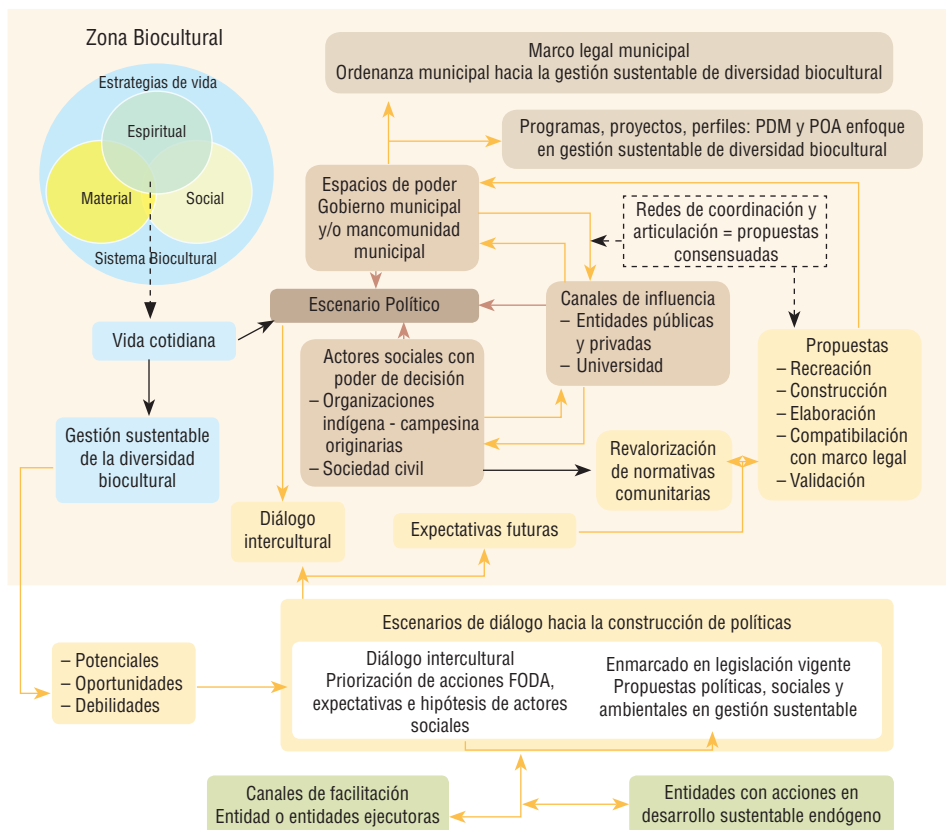 Zona Biocultural
Estrategias de vida
Espiritual
Material
Social
Sistema Biocultural
Vida cotidiana
Gestión sustentable
de la diversidad
biocultural
Marco legal municipal
Ordenanza municipal hacia la gestión sustentable de diversidad biocultural
Programas, proyectos, perfiles: PDM y POA enfoque
en gestión sustentable de diversidad biocultural
Espacios de poder
Gobierno municipal
y/o mancomunidad
municipal
Redes de coordinación y
articulación = propuestas
consensuadas
Escenario Político
Canales de influencia
– Entidades públicas
y privadas
– Universidad
Actores sociales con
poder de decisión
– Organizaciones
indígena - campesina
originarias
– Sociedad civil
Propuestas
– Recreación
– Construcción
– Elaboración
– Compatibilación
con marco legal
– Validación
Revalorización
de normativas
comunitarias
Diálogo
intercultural
Expectativas futuras
– Potenciales
– Oportunidades
– Debilidades
Escenarios de diálogo hacia la construcción de políticas
Diálogo intercultural
Priorización de acciones FODA,
expectativas e hipótesis de actores
sociales
Enmarcado en legislación vigente
Propuestas políticas, sociales y
ambientales en gestión sustentable
Canales de facilitación
Entidad o entidades ejecutoras
Entidades con acciones en
desarrollo sustentable endógeno